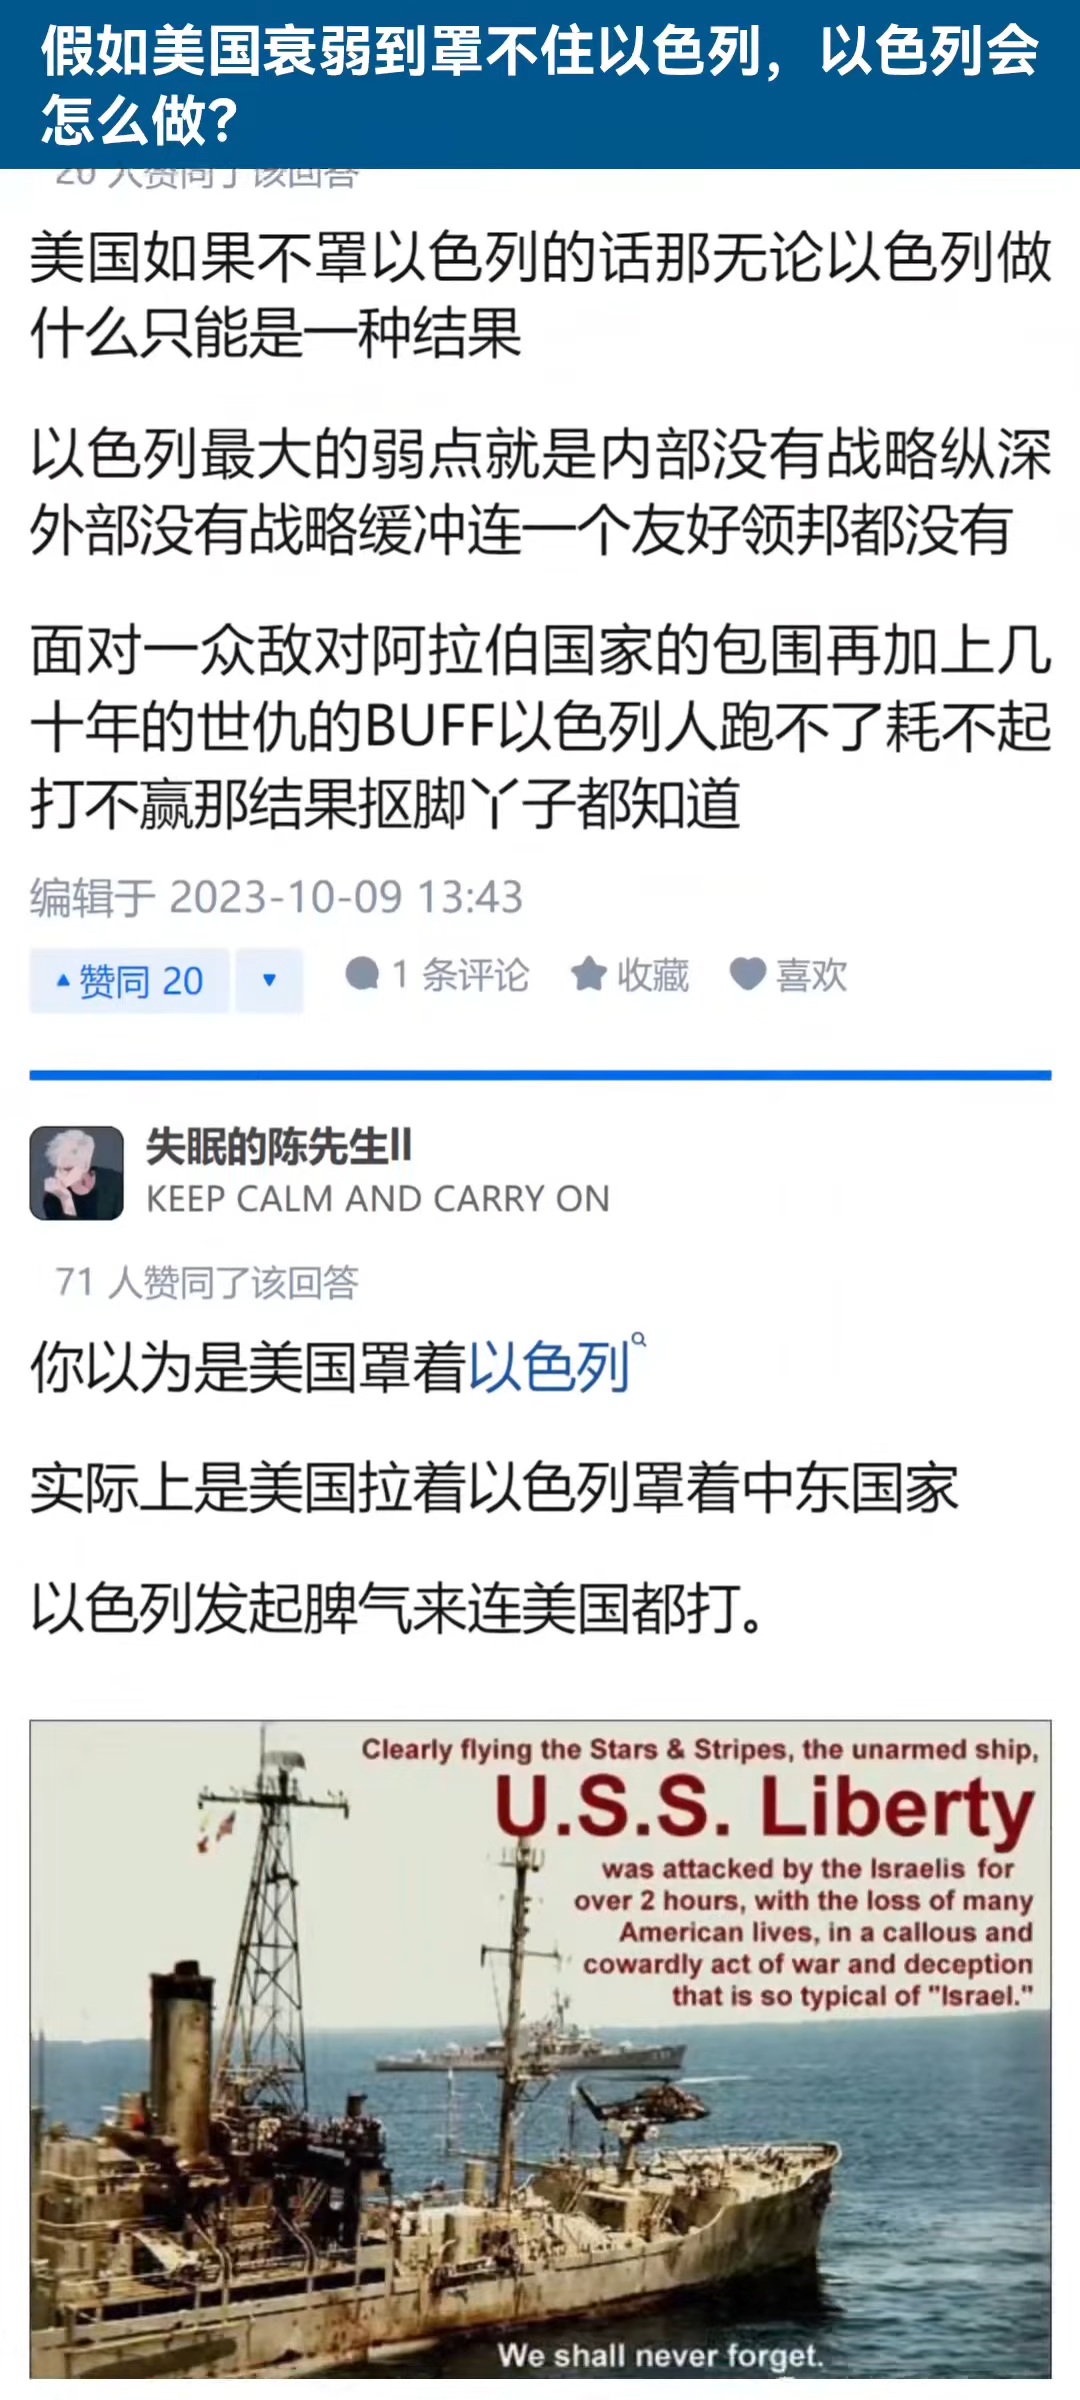 假如美国衰弱到罩不住以色列，以色列会
怎么做？
20 人赞同了该回答
美国如果不罩以色列的话那无论以色列做
什么只能是一种结果
以色列最大的弱点就是内部没有战略纵深
外部没有战略缓冲连一个友好领邦都没有
面对一众敌对阿拉伯国家的包围再加上几
十年的世仇的BUFF以色列人跑不了耗不起
打不赢那结果抠脚丫子都知道
编辑于 2023-10-09 13:43
赞同 20
1 条评论
收藏
喜欢
失眠的陈先生II
KEEP CALM AND CARRY ON
71 人赞同了该回答
你以为是美国罩着以色列
实际上是美国拉着以色列罩着中东国家
以色列发起脾气来连美国都打。
Clearly flying the Stars & Stripes, the unarmed ship,
U.S.S. Liberty
was attacked by the Israelis for
over 2 hours, with the loss of many
American lives, in a callous and
cowardly act of war and deception
that is so typical of "Israel."
We shall never forget.